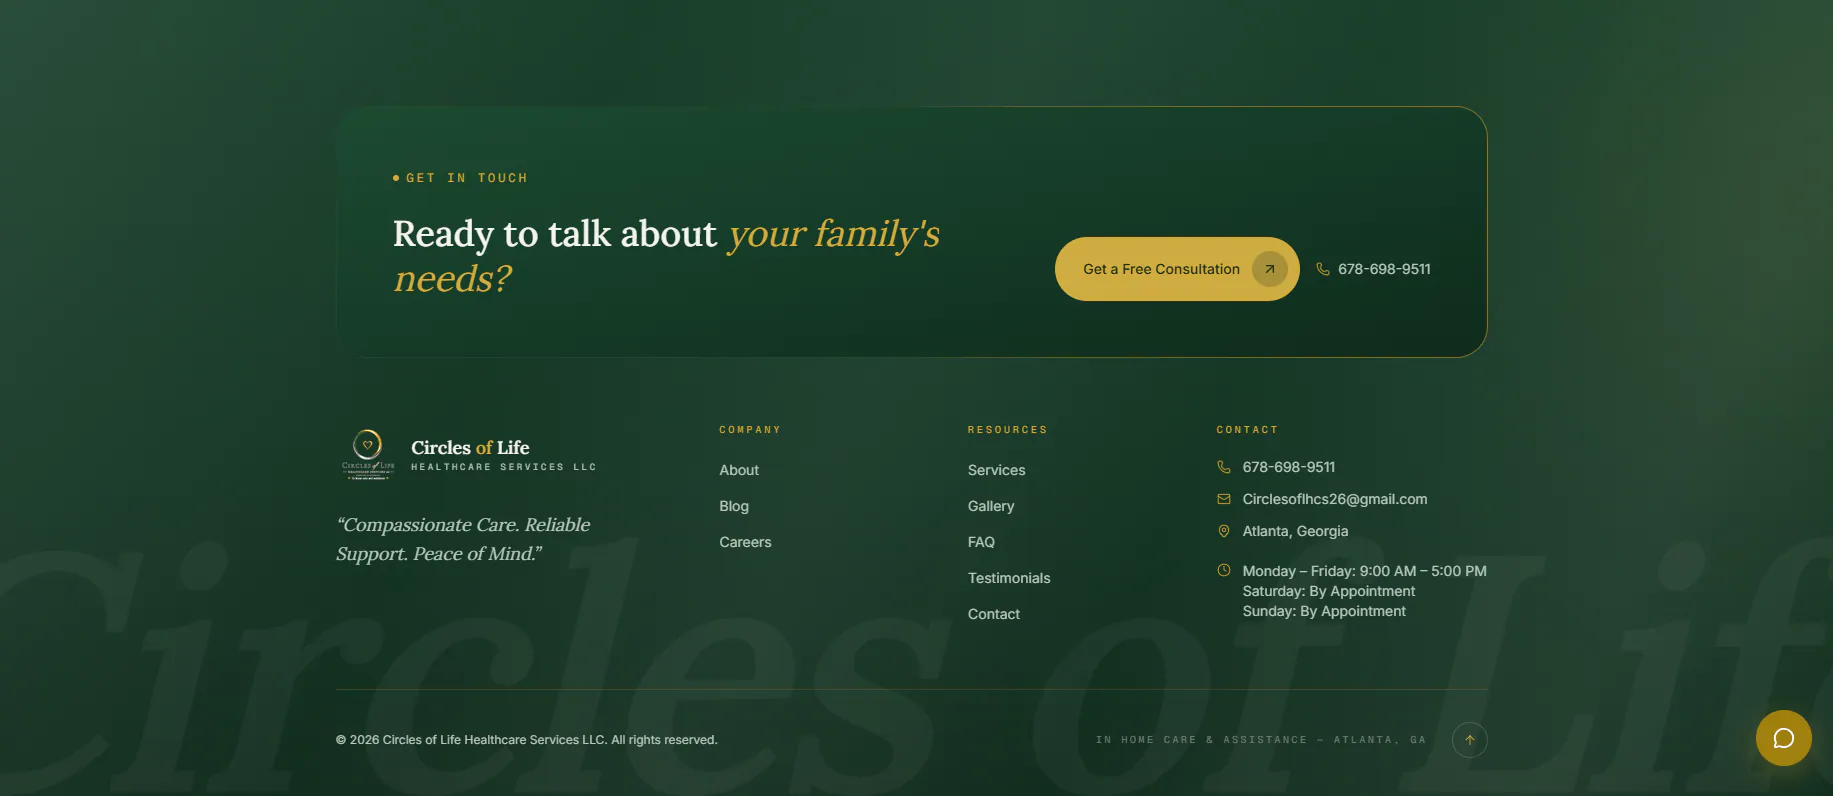 GET IN TOUCH
Ready to talk about your family's
needs?
Get a Free Consultation
678-698-9511
CIRCLES of LIFE
Circles of Life
HEALTHCARE SERVICES LLC
“Compassionate Care. Reliable
Support. Peace of Mind.”
COMPANY
About
Blog
Careers
RESOURCES
Services
Gallery
FAQ
Testimonials
Contact
CONTACT
678-698-9511
Circlesoflhcs26@gmail.com
Atlanta, Georgia
Monday – Friday: 9:00 AM – 5:00 PM
Saturday: By Appointment
Sunday: By Appointment
Circles of Life
© 2026 Circles of Life Healthcare Services LLC. All rights reserved.
IN HOME CARE & ASSISTANCE — ATLANTA, GA